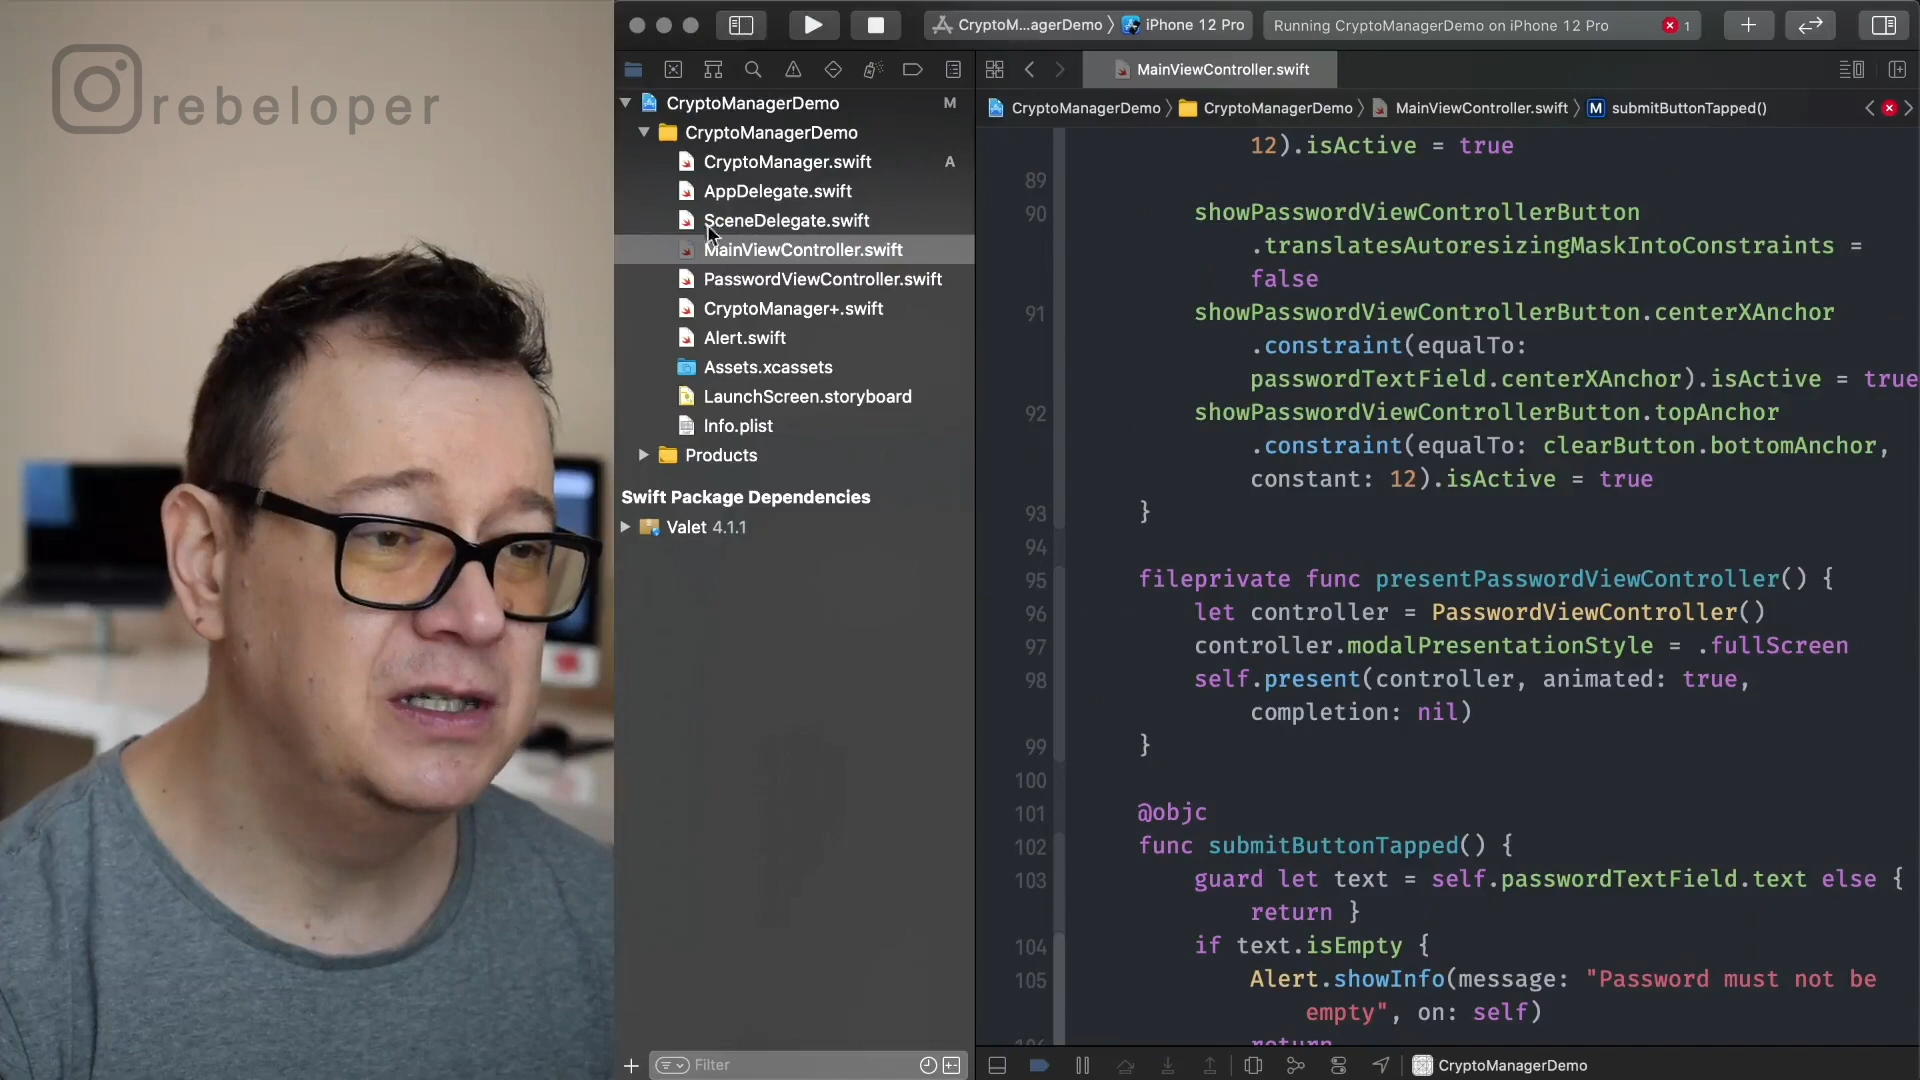 rebeloper
CryptoM...agerDemo 〉 iPhone 12 Pro
Running CryptoManagerDemo on iPhone 12 Pro
1
MainViewController.swift
CryptoManagerDemo
M
CryptoManagerDemo
CryptoManager.swift
A
AppDelegate.swift
SceneDelegate.swift
MainViewController.swift
PasswordViewController.swift
CryptoManager+.swift
Alert.swift
Assets.xcassets
LaunchScreen.storyboard
Info.plist
Products
Swift Package Dependencies
Valet 4.1.1
Filter
CryptoManagerDemo 〉 CryptoManagerDemo 〉 MainViewController.swift 〉 M submitButtonTapped()
12).isActive = true
89
90 showPasswordViewControllerButton
.translatesAutoresizingMaskIntoConstraints =
false
91 showPasswordViewControllerButton.centerXAnchor
.constraint(equalTo:
passwordTextField.centerXAnchor).isActive = true
92 showPasswordViewControllerButton.topAnchor
.constraint(equalTo: clearButton.bottomAnchor,
constant: 12).isActive = true
93 }
94
95 fileprivate func presentPasswordViewController() {
96 let controller = PasswordViewController()
97 controller.modalPresentationStyle = .fullScreen
98 self.present(controller, animated: true,
completion: nil)
99 }
100
101 @objc
102 func submitButtonTapped() {
103 guard let text = self.passwordTextField.text else {
return }
104 if text.isEmpty {
105 Alert.showInfo(message: "Password must not be
empty", on: self)
return
CryptoManagerDemo